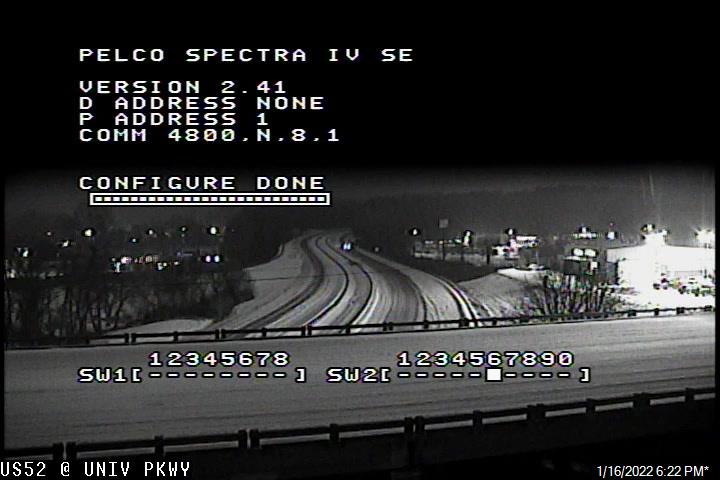 PELCO SPECTRA IV SE
VERSION 2.41
D ADDRESS NONE
P ADDRESS 1
COMM 4800,N,8,1
CONFIGURE DONE
12345678 1234567890
SW1[--------] SW2[-----■----]
US52 @ UNIV PKWY
1/16/2022 6:22 PM*